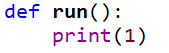 def run():
    print(1)